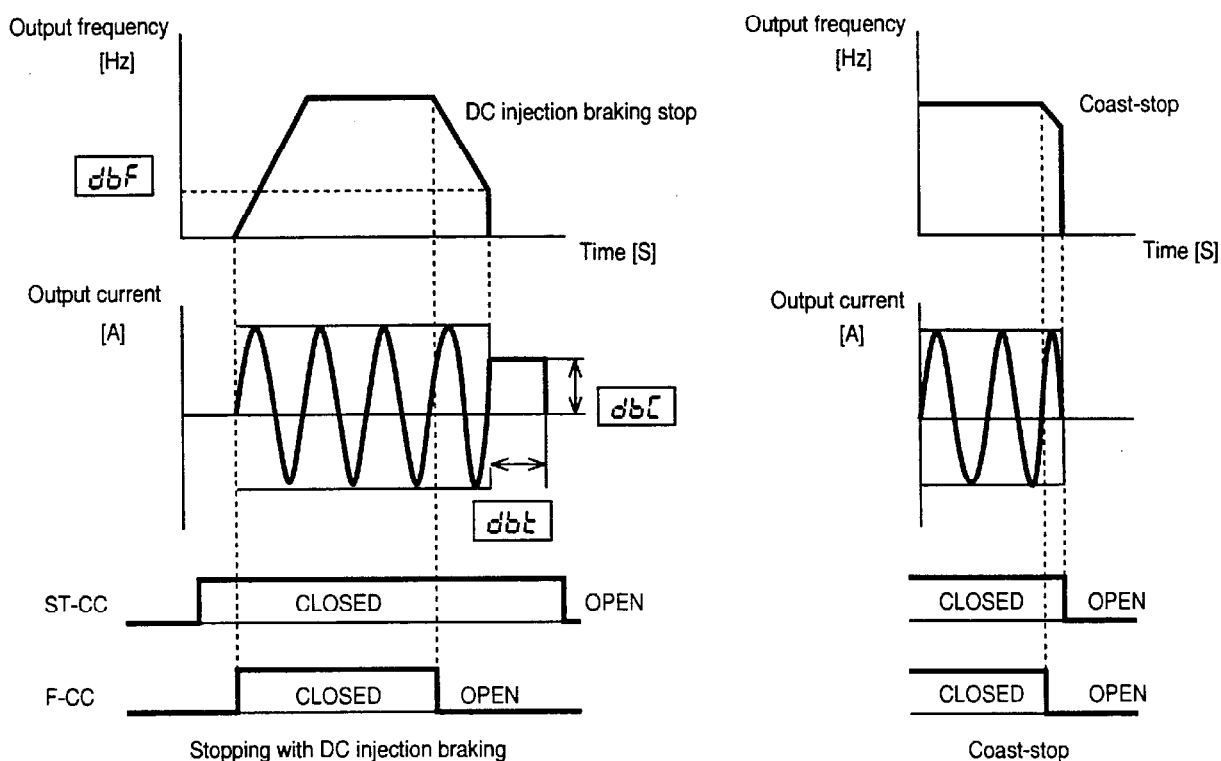 Output frequency
[Hz]
DC injection braking stop
dbF
Time [S]
Output current
[A]
dbC
dbt
ST-CC
CLOSED
OPEN
F-CC
CLOSED
OPEN
Stopping with DC injection braking
Output frequency
[Hz]
Coast-stop
Time [S]
Output current
[A]
CLOSED
OPEN
CLOSED
OPEN
Coast-stop